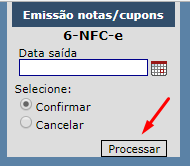 Emissão notas/cupons
6-NFC-e
Data saída
Selecione:
Confirmar
Cancelar
Processar